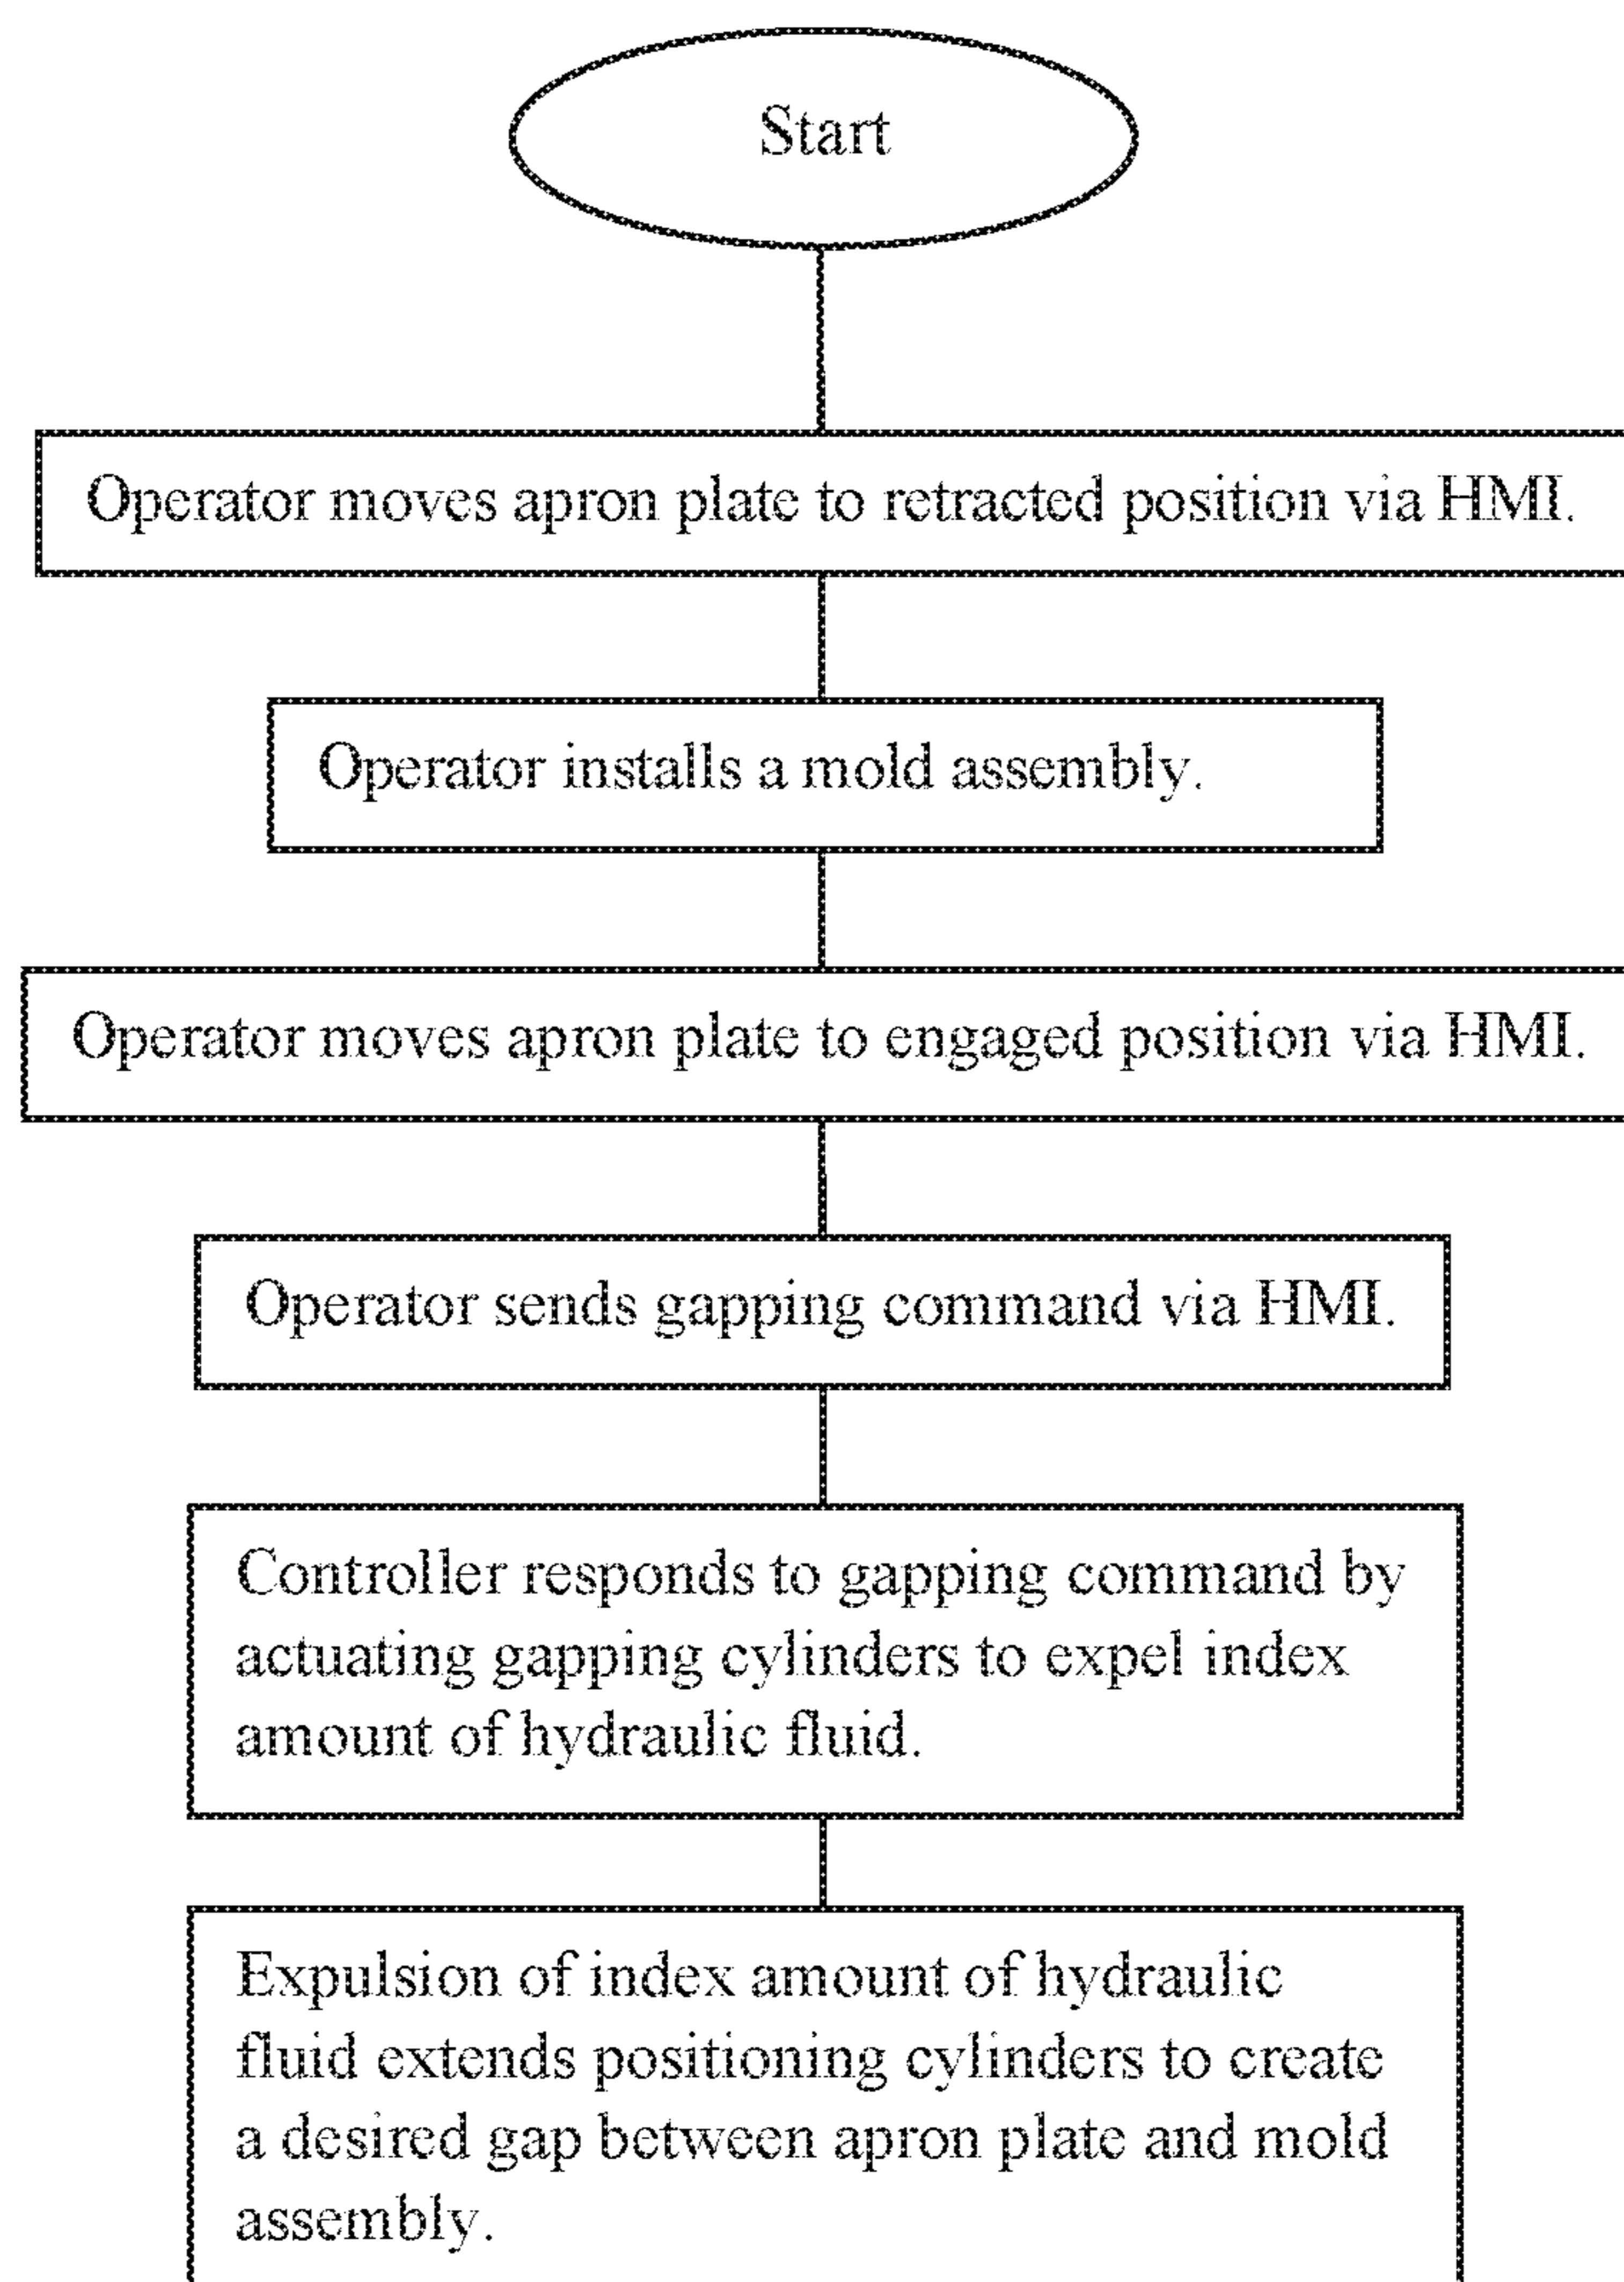 Start
Operator moves apron plate to retracted position via HMI.
Operator installs a mold assembly.
Operator moves apron plate to engaged position via HMI.
Operator sends gapping command via HMI.
Controller responds to gapping command by
actuating gapping cylinders to expel index
amount of hydraulic fluid.
Expulsion of index amount of hydraulic
fluid extends positioning cylinders to create
a desired gap between apron plate and mold
assembly.